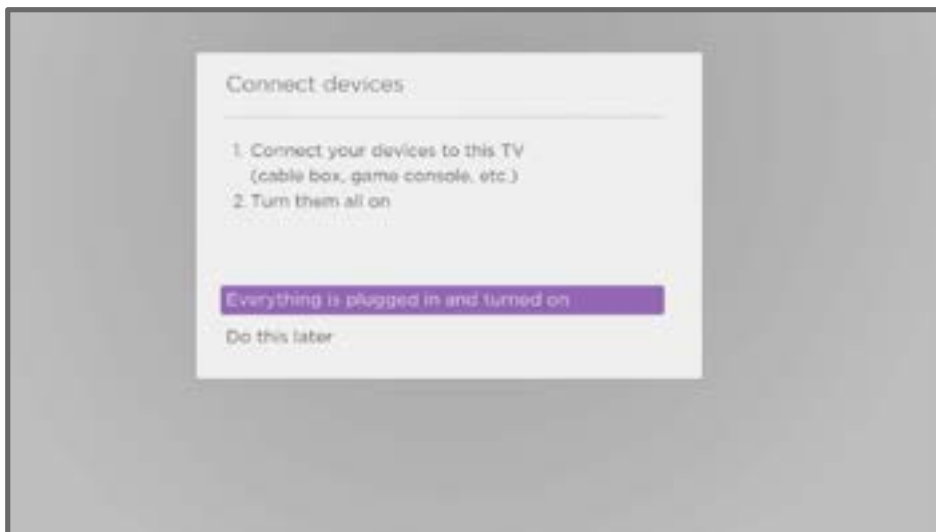 Connect devices
1. Connect your devices to this TV
(cable box, game console, etc.)
2. Turn them all on
Everything is plugged in and turned on
Do this later